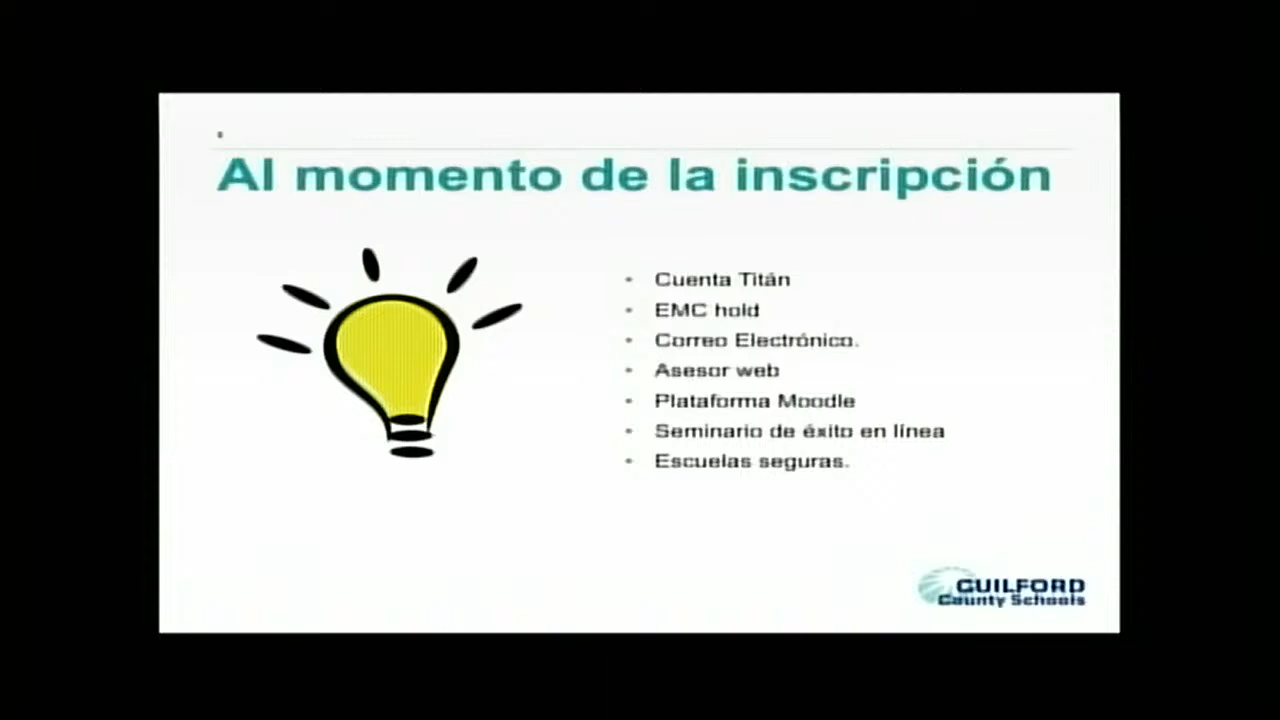 Al momento de la inscripción
Cuenta Titán
EMC hold
Correo Electrónico.
Asesor web
Plataforma Moodle
Seminario de éxito en línea
Escuelas seguras.
GUILFORD
County Schools